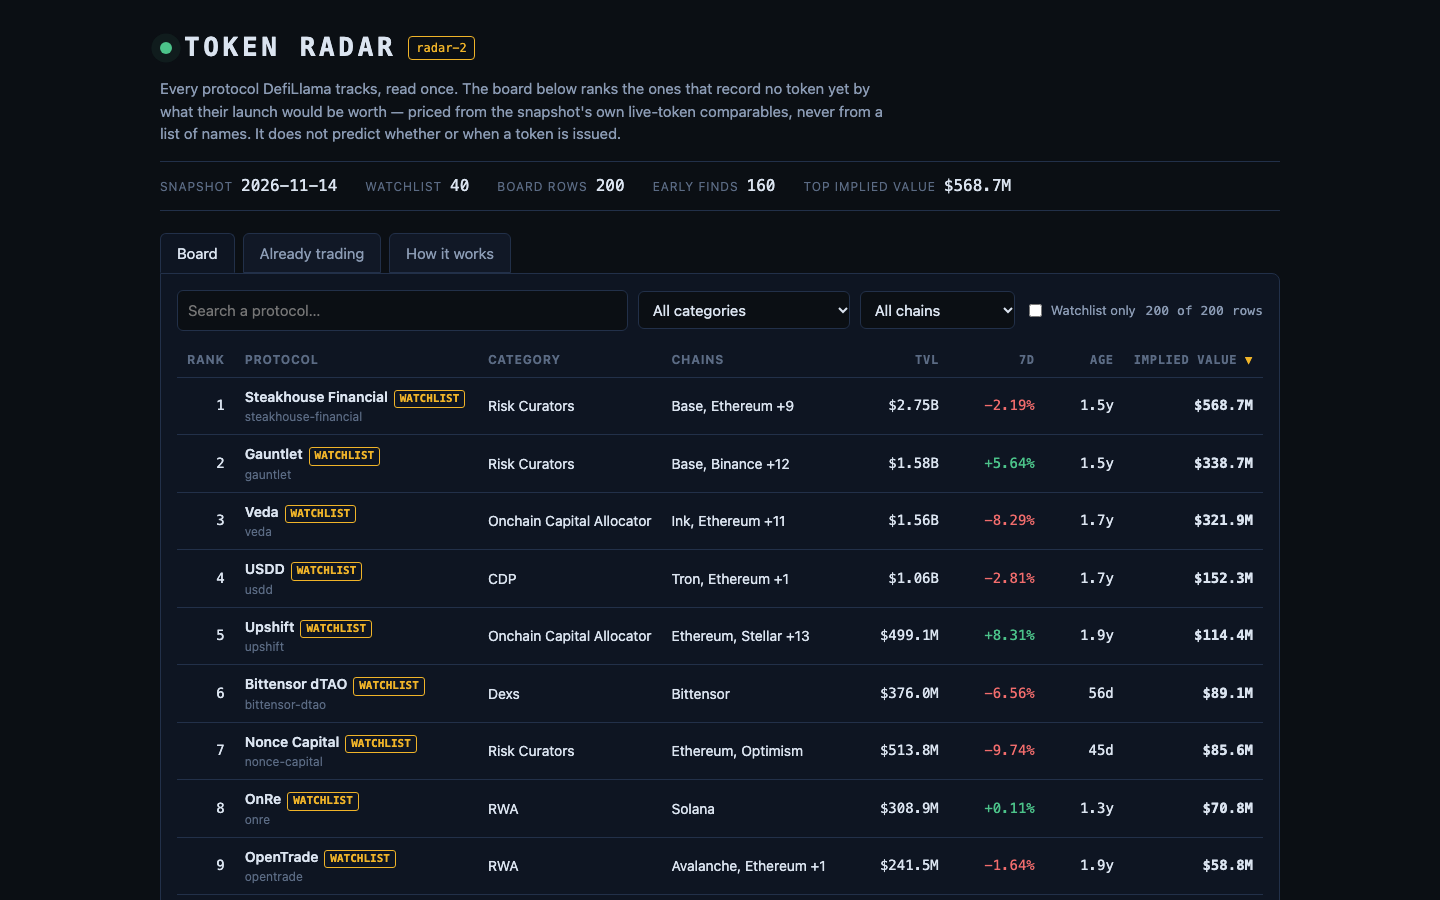 TOKEN RADAR radar-2
Every protocol DefiLlama tracks, read once. The board below ranks the ones that record no token yet by
what their launch would be worth — priced from the snapshot's own live-token comparables, never from a
list of names. It does not predict whether or when a token is issued.
SNAPSHOT 2026-11-14 WATCHLIST 40 BOARD ROWS 200 EARLY FINDS 160 TOP IMPLIED VALUE $568.7M
Board Already trading How it works
Search a protocol... All categories All chains Watchlist only 200 of 200 rows
RANK PROTOCOL CATEGORY CHAINS TVL 7D AGE IMPLIED VALUE ▼
1 Steakhouse Financial WATCHLIST Risk Curators Base, Ethereum +9 $2.75B -2.19% 1.5y $568.7M
steakhouse-financial
2 Gauntlet WATCHLIST Risk Curators Base, Binance +12 $1.58B +5.64% 1.5y $338.7M
gauntlet
3 Veda WATCHLIST Onchain Capital Allocator Ink, Ethereum +11 $1.56B -8.29% 1.7y $321.9M
veda
4 USDD WATCHLIST CDP Tron, Ethereum +1 $1.06B -2.81% 1.7y $152.3M
usdd
5 Upshift WATCHLIST Onchain Capital Allocator Ethereum, Stellar +13 $499.1M +8.31% 1.9y $114.4M
upshift
6 Bittensor dTAO WATCHLIST Dexs Bittensor $376.0M -6.56% 56d $89.1M
bittensor-dtao
7 Nonce Capital WATCHLIST Risk Curators Ethereum, Optimism $513.8M -9.74% 45d $85.6M
nonce-capital
8 OnRe WATCHLIST RWA Solana $308.9M +0.11% 1.3y $70.8M
onre
9 OpenTrade WATCHLIST RWA Avalanche, Ethereum +1 $241.5M -1.64% 1.9y $58.8M
opentrade